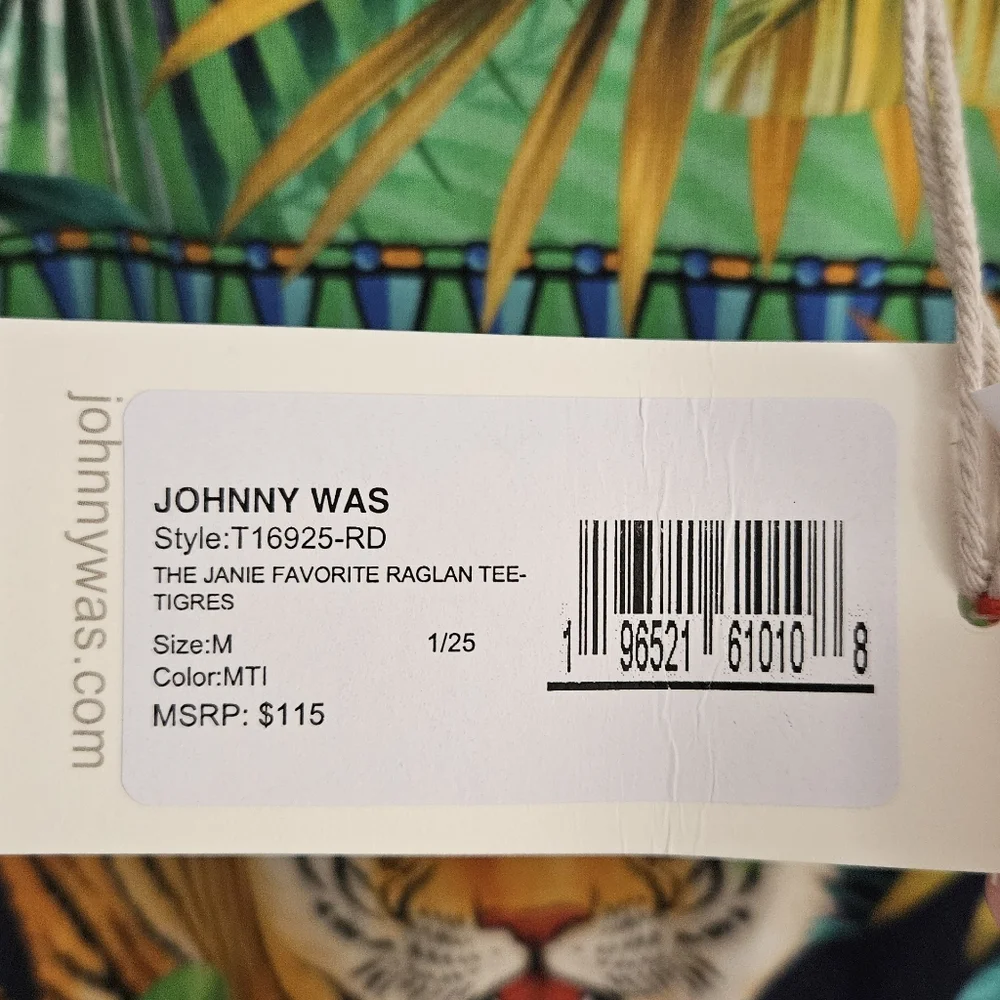 johnnywas.com
JOHNNY WAS
Style:T16925-RD
THE JANIE FAVORITE RAGLAN TEE-
TIGRES
Size:M 1/25
Color:MTI
MSRP: $115
1 96521 61010 8